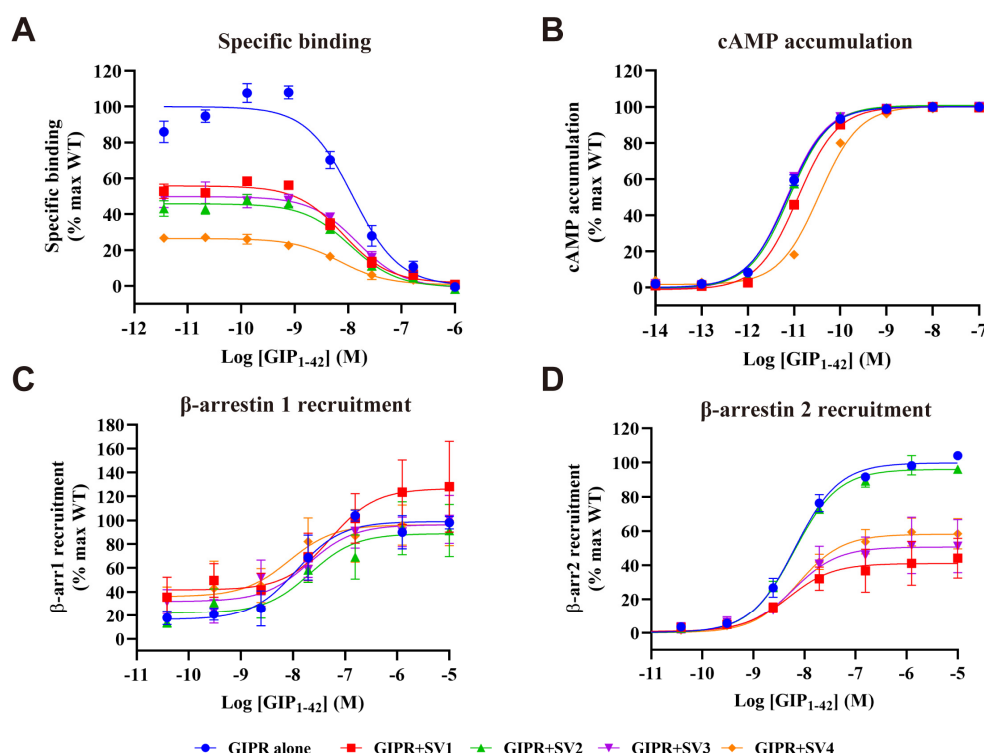 A
Specific binding
Specific binding
(% max WT)
120
100
80
60
40
20
0
-12 -11 -10 -9 -8 -7 -6
Log [GIP₁₋₄₂] (M)
B
cAMP accumulation
cAMP accumulation
(% max WT)
120
100
80
60
40
20
0
-14 -13 -12 -11 -10 -9 -8 -7
Log [GIP₁₋₄₂] (M)
C
β-arrestin 1 recruitment
β-arr1 recruitment
(% max WT)
180
160
140
120
100
80
60
40
20
0
-11 -10 -9 -8 -7 -6 -5
Log [GIP₁₋₄₂] (M)
D
β-arrestin 2 recruitment
β-arr2 recruitment
(% max WT)
120
100
80
60
40
20
0
-11 -10 -9 -8 -7 -6 -5
Log [GIP₁₋₄₂] (M)
GIPR alone GIPR+SV1 GIPR+SV2 GIPR+SV3 GIPR+SV4